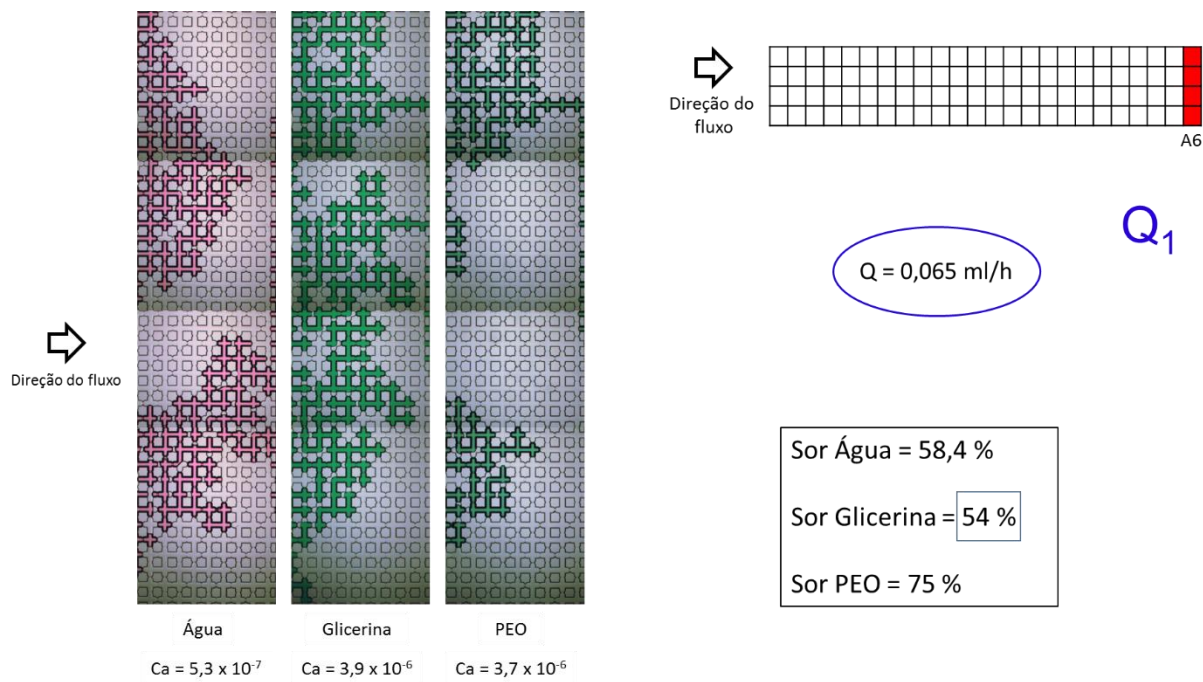 Direção do
fluxo
A6
Q1
Q = 0,065 ml/h
Direção do fluxo
Sor Água = 58,4 %
Sor Glicerina = 54 %
Sor PEO = 75 %
Água
Glicerina
PEO
Ca = 5,3 x 10-7
Ca = 3,9 x 10-6
Ca = 3,7 x 10-6